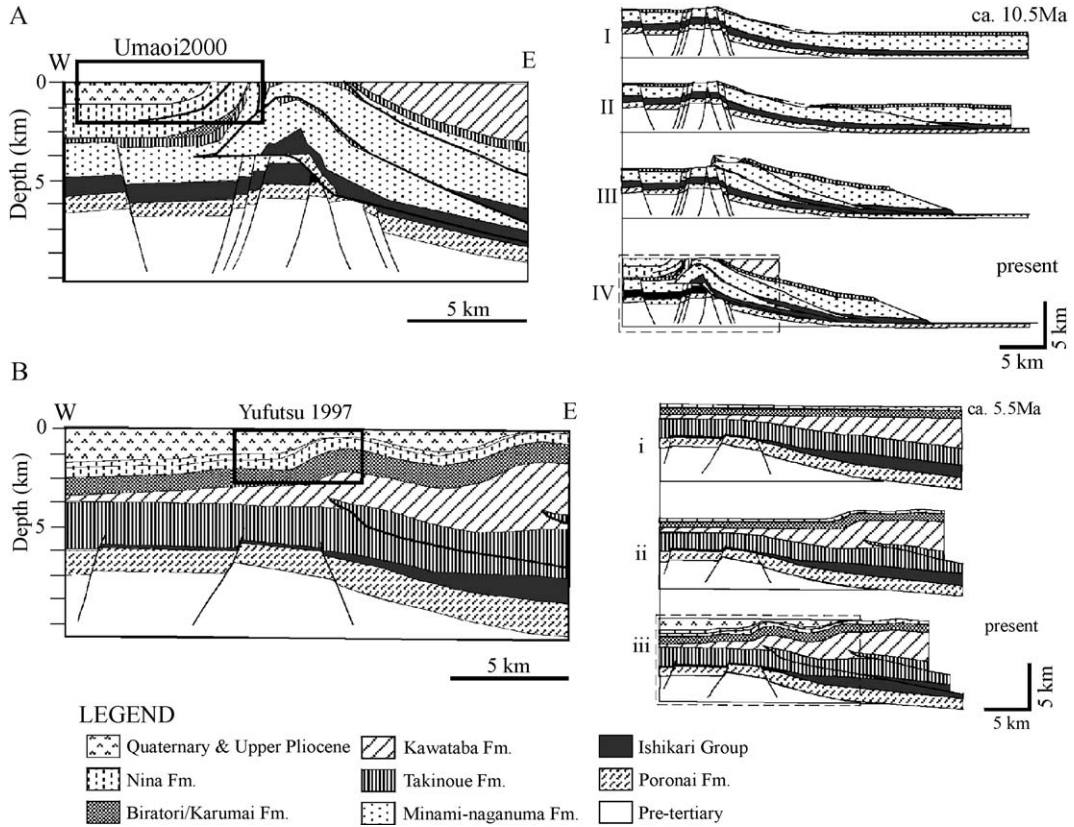 A
W
Umaoi2000
E
0
5
Depth (km)
5 km
ca. 10.5Ma
I
II
III
present
IV
5 km
5 km
B
W
Yufutsu 1997
E
0
5
Depth (km)
5 km
ca. 5.5Ma
i
ii
present
iii
5 km
5 km
LEGEND
Quaternary & Upper Pliocene
Kawataba Fm.
Ishikari Group
Nina Fm.
Takinoue Fm.
Poronai Fm.
Biratori/Karumai Fm.
Minami-naganuma Fm.
Pre-tertiary